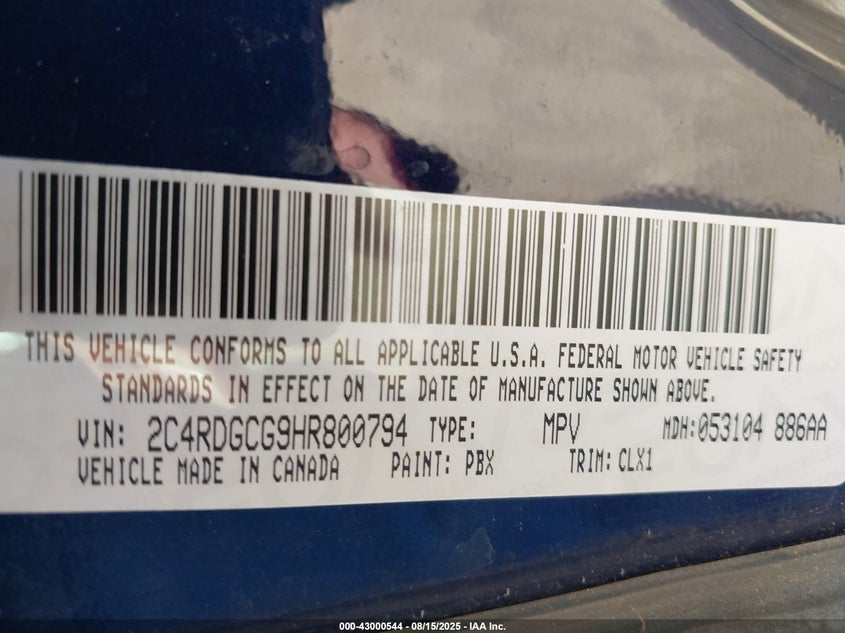 THIS VEHICLE CONFORMS TO ALL APPLICABLE U.S.A. FEDERAL MOTOR VEHICLE SAFETY
STANDARDS IN EFFECT ON THE DATE OF MANUFACTURE SHOWN ABOVE.
VIN: 2C4RDGCG9HR800794 TYPE: MPV MDH:053104 886AA
VEHICLE MADE IN CANADA PAINT: PBX TRIM: CLX1
000-43000544 - 08/15/2025 - IAA Inc.